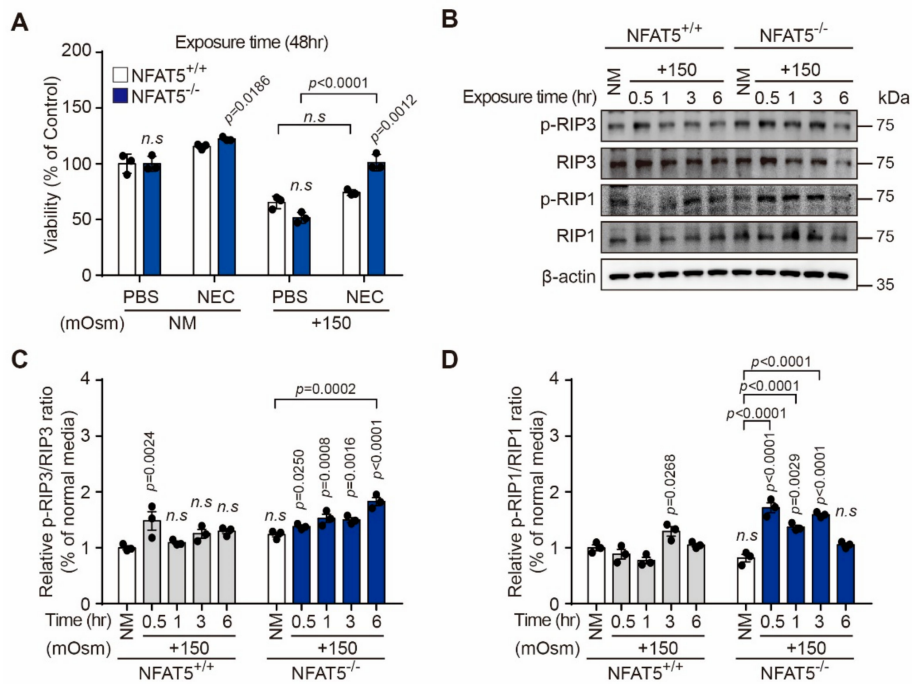 A
Exposure time (48hr)
NFAT5+/+
NFAT5-/-
Viability (% of Control)
200
150
100
50
0
n.s
p=0.0186
n.s
n.s
p<0.0001
p=0.0012
PBS NEC PBS NEC
(mOsm) NM +150
B
NFAT5+/+ NFAT5-/-
NM +150 NM +150
Exposure time (hr) 0.5 1 3 6 0.5 1 3 6 kDa
p-RIP3 75
RIP3 75
p-RIP1 75
RIP1 75
β-actin 35
C
Relative p-RIP3/RIP3 ratio
(% of normal media)
4
3
2
1
0
p=0.0024
n.s
n.s
n.s
p=0.0002
n.s
p=0.0250
p=0.0008
p=0.0016
p<0.0001
Time (hr) NM 0.5 1 3 6 NM 0.5 1 3 6
(mOsm) +150 +150
NFAT5+/+ NFAT5-/-
D
Relative p-RIP1/RIP1 ratio
(% of normal media)
4
3
2
1
0
p=0.0268
p<0.0001
p<0.0001
p<0.0001
n.s
p<0.0001
p=0.0029
p<0.0001
n.s
Time (hr) NM 0.5 1 3 6 NM 0.5 1 3 6
(mOsm) +150 +150
NFAT5+/+ NFAT5-/-